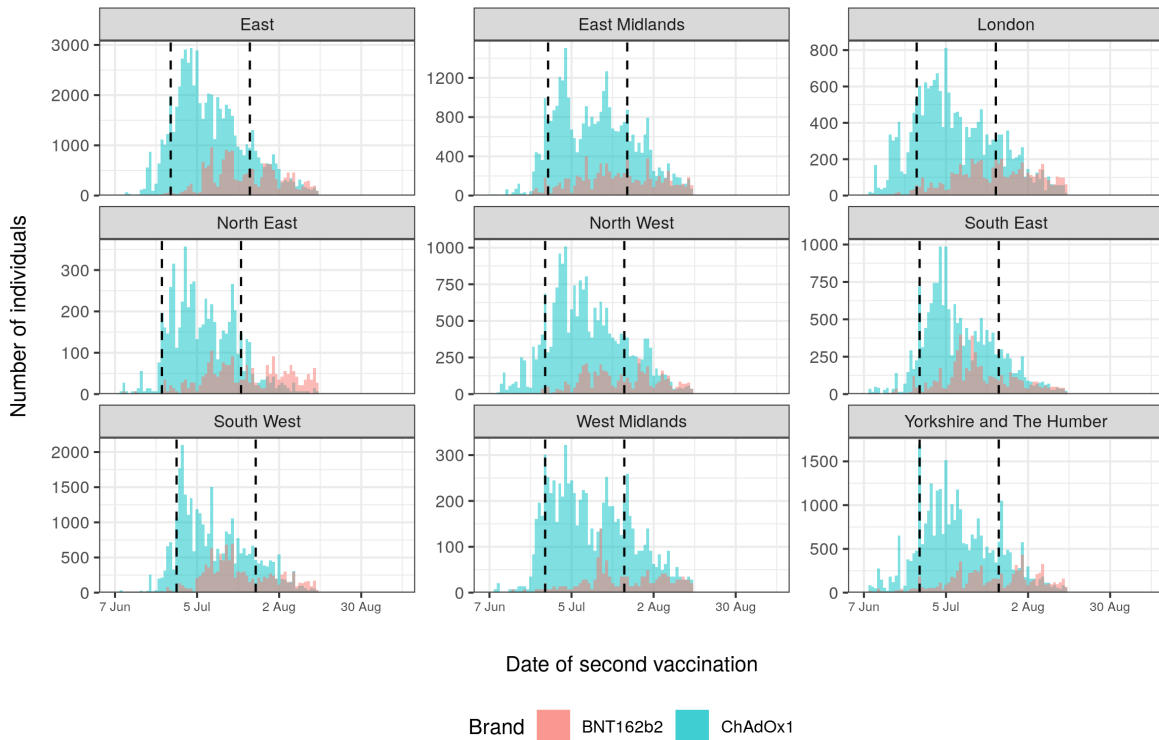 East
East Midlands
London
3000
2000
1000
0
1200
800
400
0
800
600
400
200
0
North East
North West
South East
300
200
100
0
1000
750
500
250
0
1000
750
500
250
0
South West
West Midlands
Yorkshire and The Humber
2000
1500
1000
500
0
300
200
100
0
1500
1000
500
0
7 Jun
5 Jul
2 Aug
30 Aug
7 Jun
5 Jul
2 Aug
30 Aug
7 Jun
5 Jul
2 Aug
30 Aug
Number of individuals
Date of second vaccination
Brand
BNT162b2
ChAdOx1